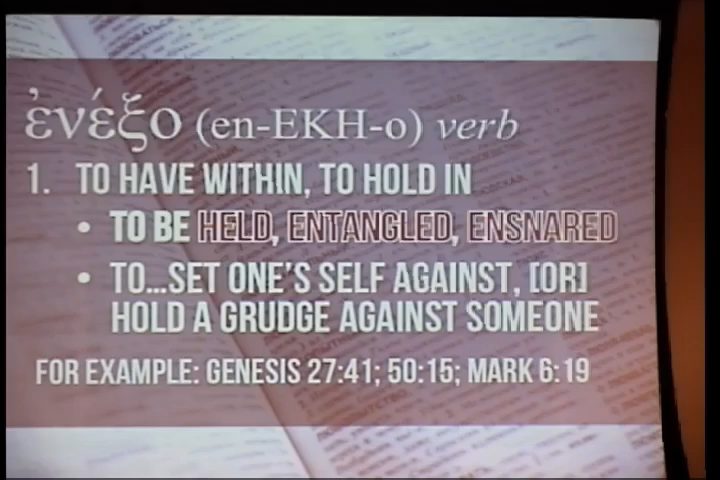 ἐνέξο (en-EKH-o) verb
1. TO HAVE WITHIN, TO HOLD IN
• TO BE HELD, ENTANGLED, ENSNARED
• TO...SET ONE'S SELF AGAINST, [OR]
HOLD A GRUDGE AGAINST SOMEONE
FOR EXAMPLE: GENESIS 27:41; 50:15; MARK 6:19